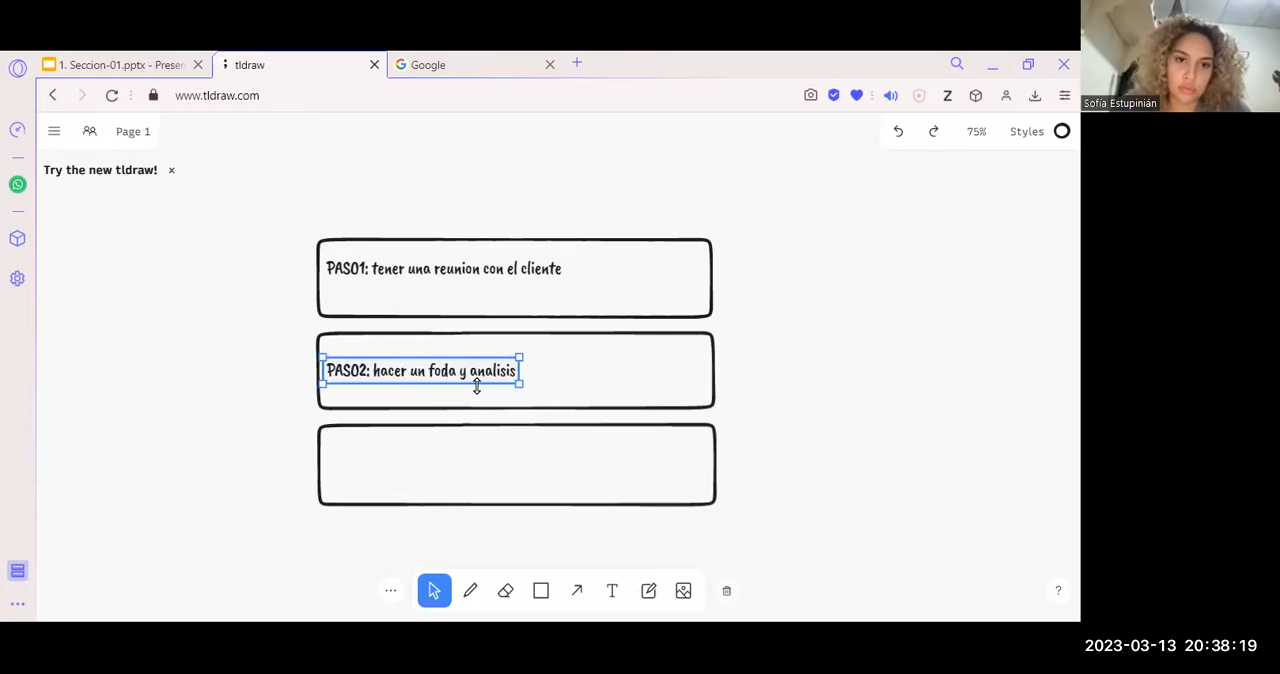 1. Seccion-01.pptx - Presen
tldraw
Google
www.tldraw.com
Z
Page 1
75%
Styles
Try the new tldraw!
PASO1: tener una reunion con el cliente
PASO2: hacer un foda y analisis
T
?
Sofía Estupinián
2023-03-13 20:38:19